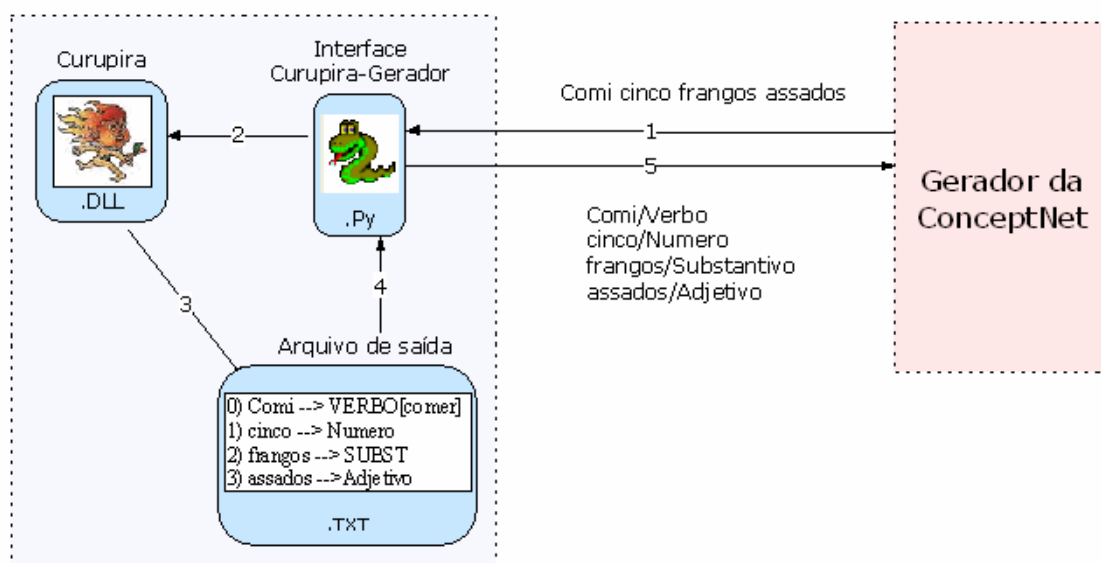 Curupira
.DLL
Interface
Curupira-Gerador
.Py
2
Comi cinco frangos assados
1
5
Comi/Verbo
cinco/Numero
frangos/Substantivo
assados/Adjetivo
Gerador da
ConceptNet
3
4
Arquivo de saída
0) Comi --> VERBO[comer]
1) cinco --> Numero
2) frangos --> SUBST
3) assados -->Adjetivo
.TXT